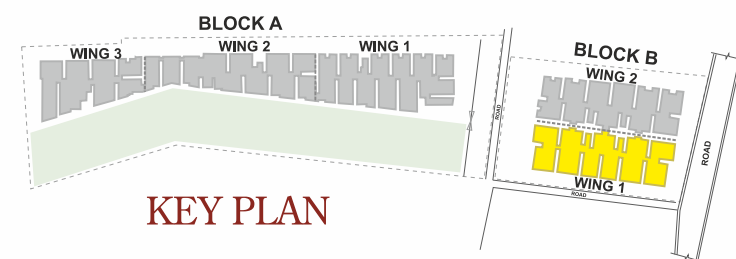 BLOCK A
WING 3
WING 2
WING 1
BLOCK B
WING 2
ROAD
ROAD
WING 1
ROAD
KEY PLAN